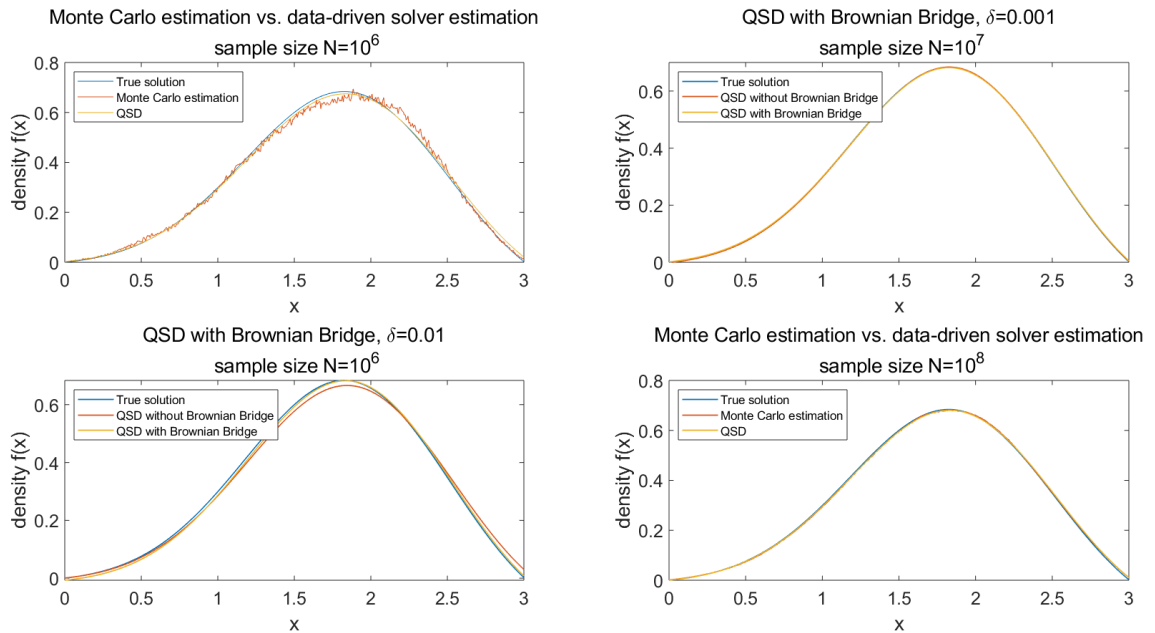 Monte Carlo estimation vs. data-driven solver estimation
sample size N=10^6
True solution
Monte Carlo estimation
QSD
density f(x)
0.8
0.6
0.4
0.2
0
0 0.5 1 1.5 2 2.5 3
x
QSD with Brownian Bridge, δ=0.001
sample size N=10^7
True solution
QSD without Brownian Bridge
QSD with Brownian Bridge
density f(x)
0.6
0.4
0.2
0
0 0.5 1 1.5 2 2.5 3
x
QSD with Brownian Bridge, δ=0.01
sample size N=10^6
True solution
QSD without Brownian Bridge
QSD with Brownian Bridge
density f(x)
0.6
0.4
0.2
0
0 0.5 1 1.5 2 2.5 3
x
Monte Carlo estimation vs. data-driven solver estimation
sample size N=10^8
True solution
Monte Carlo estimation
QSD
density f(x)
0.8
0.6
0.4
0.2
0
0 0.5 1 1.5 2 2.5 3
x